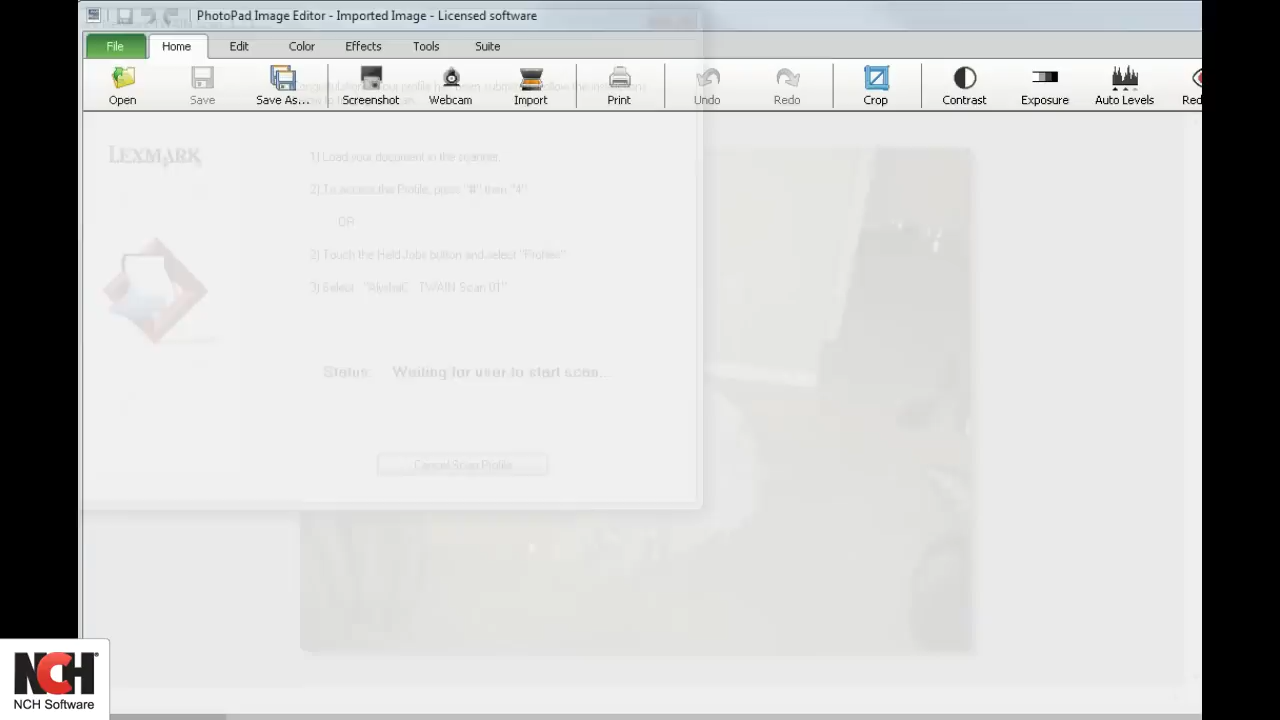 PhotoPad Image Editor - Imported Image - Licensed software
File Home Edit Color Effects Tools Suite
Open Save Save As... Screenshot Webcam Import Print Undo Redo Crop Contrast Exposure Auto Levels Red
LEXMARK
1) Load your document in the scanner.
2) To access the Profile, press "#" then "4"
OR
2) Touch the Held Jobs button and select "Profiles"
3) Select "TWAIN Scan 01"
Status: Waiting for user to start scan...
Cancel Scan Profile
NCH
NCH Software